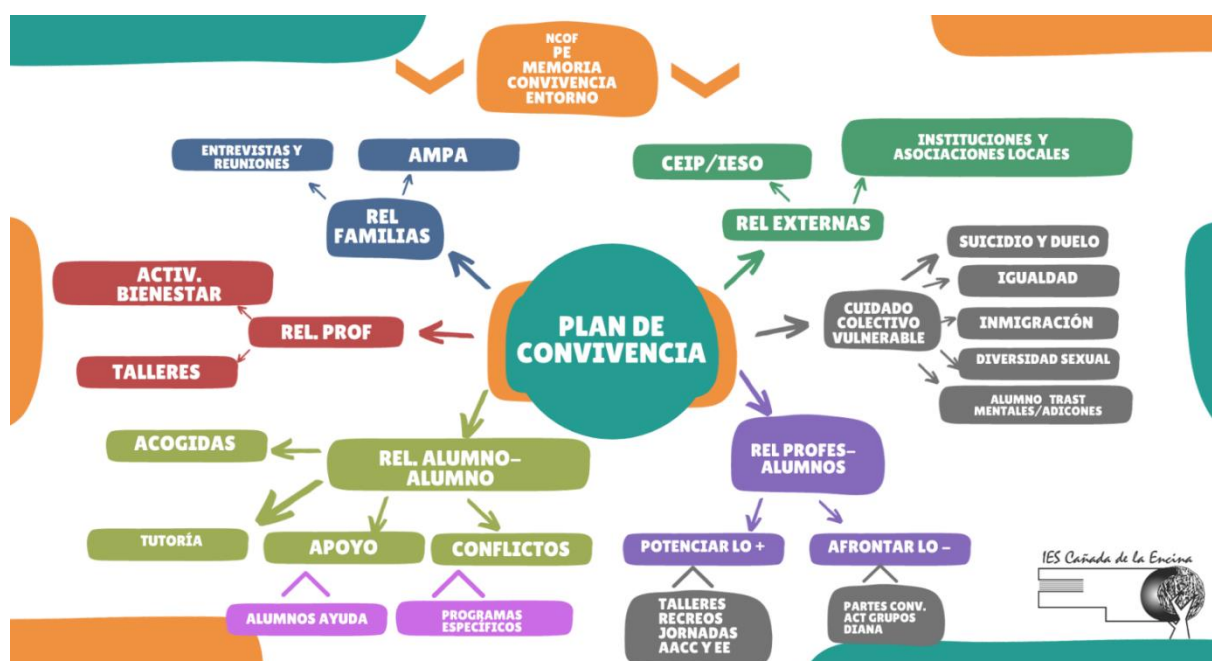 NCOF
PE
MEMORIA
CONVIVENCIA
ENTORNO
ENTREVISTAS Y
REUNIONES
AMPA
REL
FAMILIAS
CEIP/IESO
INSTITUCIONES Y
ASOCIACIONES LOCALES
REL EXTERNAS
ACTIV.
BIENESTAR
REL. PROF
TALLERES
PLAN DE
CONVIVENCIA
CUIDADO
COLECTIVO
VULNERABLE
SUICIDIO Y DUELO
IGUALDAD
INMIGRACIÓN
DIVERSIDAD SEXUAL
ALUMNO TRAST
MENTALES/ADICONES
ACOGIDAS
REL. ALUMNO–
ALUMNO
TUTORÍA
APOYO
CONFLICTOS
ALUMNOS AYUDA
PROGRAMAS
ESPECÍFICOS
REL PROFES–
ALUMNOS
POTENCIAR LO +
AFRONTAR LO –
TALLERES
RECREOS
JORNADAS
AACC Y EE
PARTES CONV.
ACT GRUPOS
DIANA
IES Cañada de la Encina